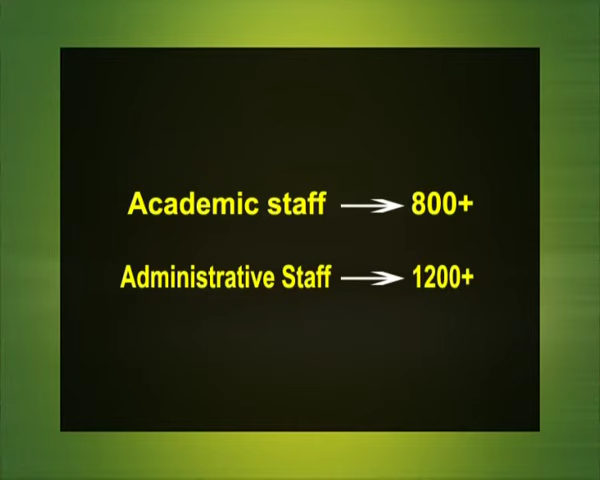 Academic staff → 800+
Administrative Staff → 1200+